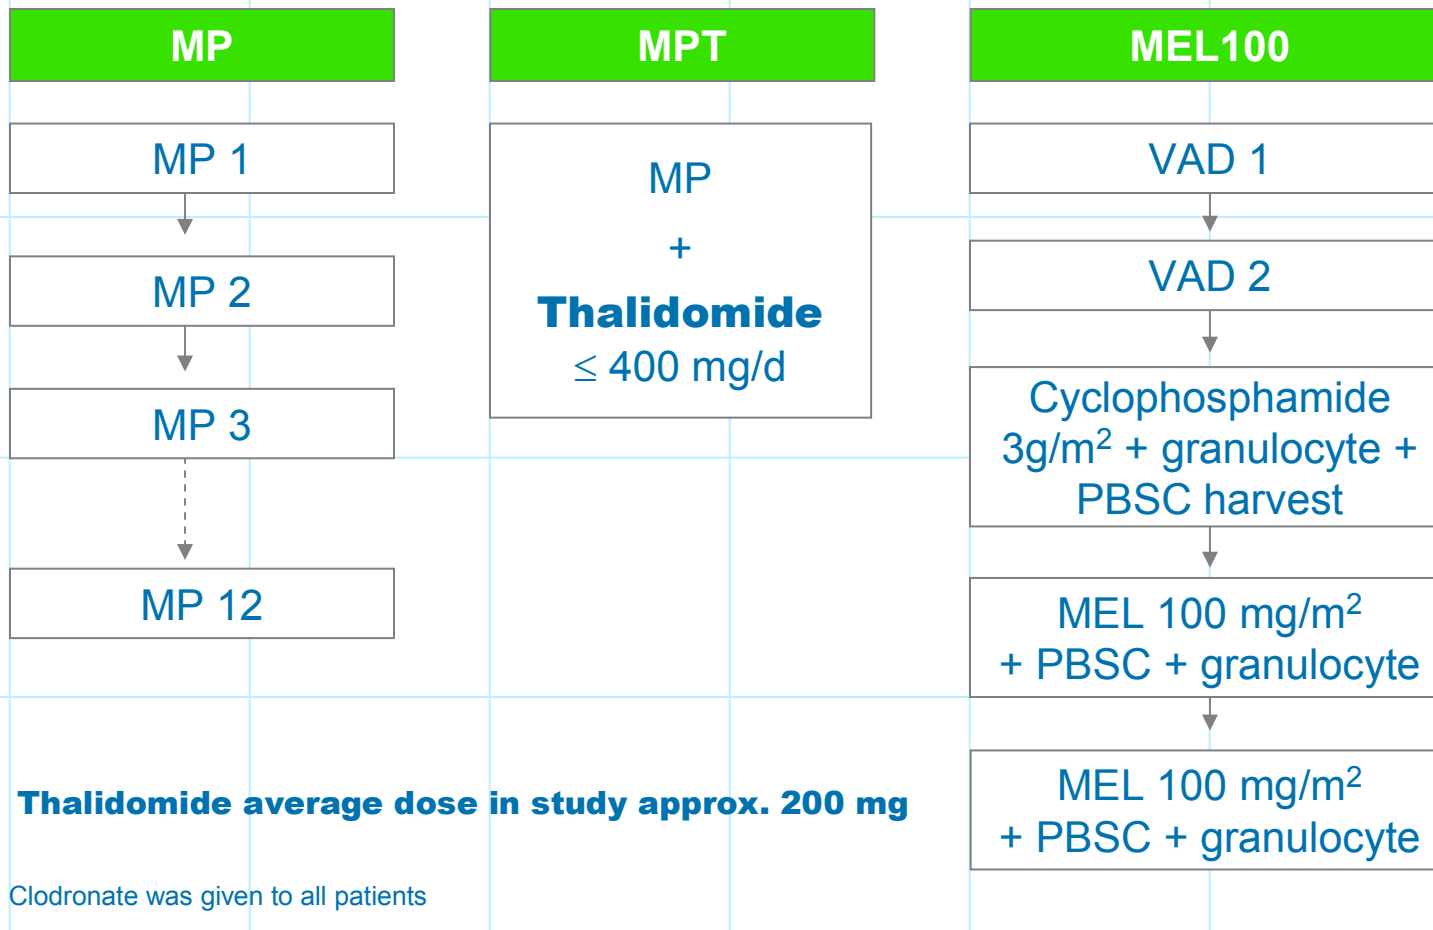 MP
MP 1
MP 2
MP 3
MP 12
MPT
MP
+
Thalidomide
≤ 400 mg/d
MEL100
VAD 1
VAD 2
Cyclophosphamide
3g/m² + granulocyte +
PBSC harvest
MEL 100 mg/m²
+ PBSC + granulocyte
MEL 100 mg/m²
+ PBSC + granulocyte
Thalidomide average dose in study approx. 200 mg
Clodronate was given to all patients